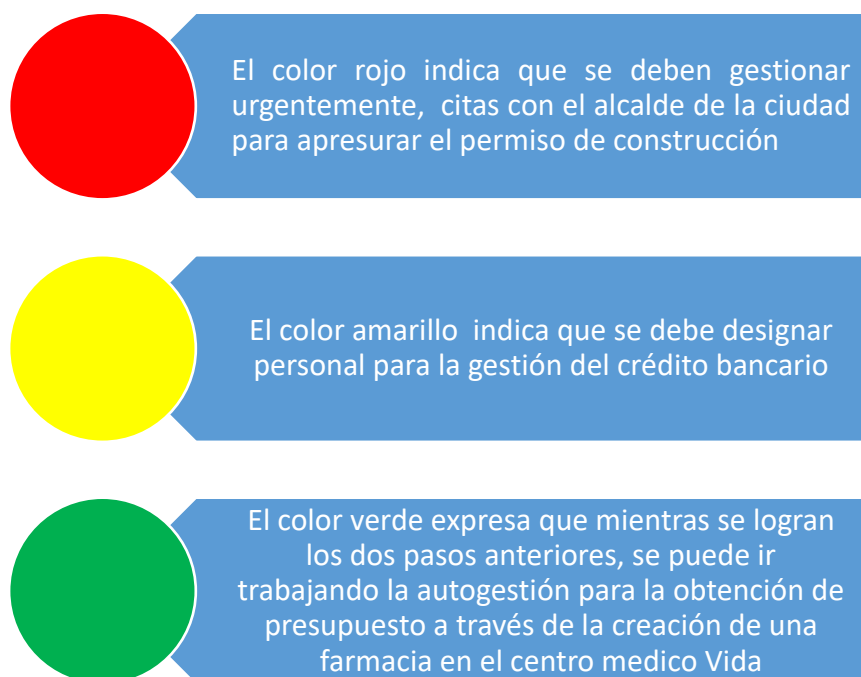 El color rojo indica que se deben gestionar
urgentemente, citas con el alcalde de la ciudad
para apresurar el permiso de construcción
El color amarillo indica que se debe designar
personal para la gestión del crédito bancario
El color verde expresa que mientras se logran
los dos pasos anteriores, se puede ir
trabajando la autogestión para la obtención de
presupuesto a través de la creación de una
farmacia en el centro medico Vida